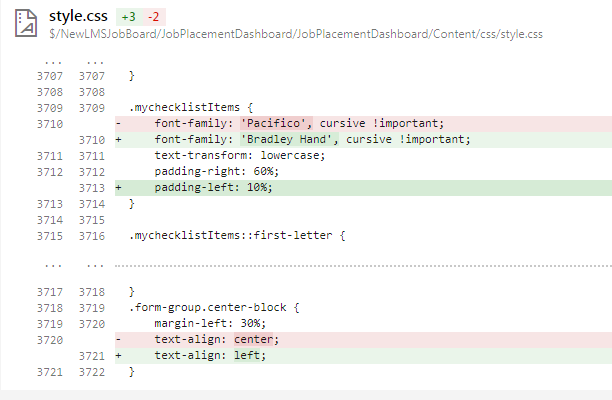 style.css +3 -2
$/NewLMSJobBoard/JobPlacementDashboard/JobPlacementDashboard/Content/css/style.css
... ...
3707 3707 }
3708 3708
3709 3709 .mychecklistItems {
3710 - font-family: 'Pacifico', cursive !important;
3710 + font-family: 'Bradley Hand', cursive !important;
3711 3711 text-transform: lowercase;
3712 3712 padding-right: 60%;
3713 + padding-left: 10%;
3713 3714 }
3714 3715
3715 3716 .mychecklistItems::first-letter {
... ...
3717 3718 }
3718 3719 .form-group.center-block {
3719 3720 margin-left: 30%;
3720 - text-align: center;
3721 + text-align: left;
3721 3722 }